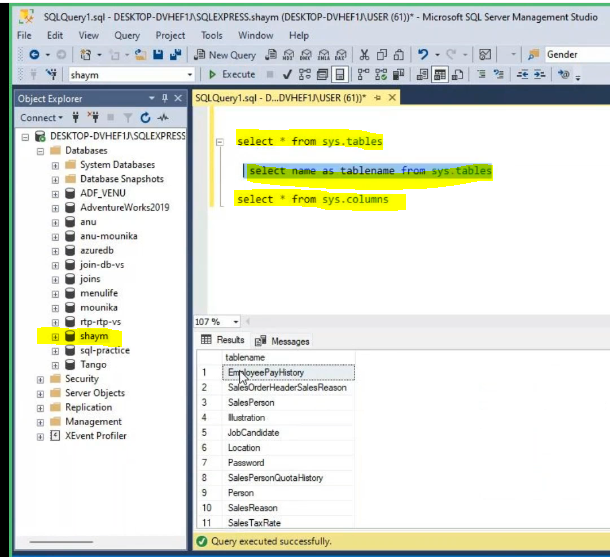 SQLQuery1.sql - DESKTOP-DVHEF1J\SQLEXPRESS.shaym (DESKTOP-DVHEF1J\USER (61))* - Microsoft SQL Server Management Studio
File Edit View Query Project Tools Window Help
New Query Gender
shaym Execute
Object Explorer
SQLQuery1.sql - D...DVHEF1J\USER (61))*
Connect
DESKTOP-DVHEF1J\SQLEXPRESS
Databases
System Databases
Database Snapshots
ADF_VENU
AdventureWorks2019
anu
anu-mounika
azuredb
join-db-vs
joins
menulife
mounika
rtp-rtp-vs
shaym
sql-practice
Tango
Security
Server Objects
Replication
Management
XEvent Profiler
select * from sys.tables
select name as tablename from sys.tables
select * from sys.columns
107 %
Results Messages
tablename
1 EmployeePayHistory
2 SalesOrderHeaderSalesReason
3 SalesPerson
4 Illustration
5 JobCandidate
6 Location
7 Password
8 SalesPersonQuotaHistory
9 Person
10 SalesReason
11 SalesTaxRate
Query executed successfully.